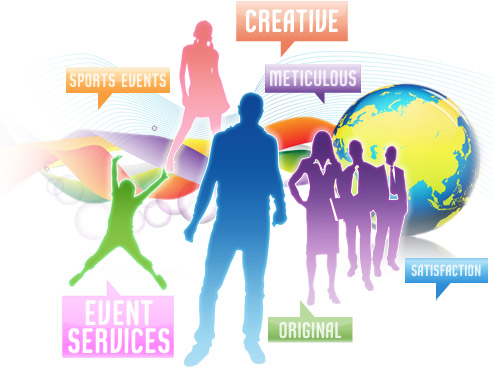 CREATIVE
SPORTS EVENTS
METICULOUS
SATISFACTION
EVENT
SERVICES
ORIGINAL